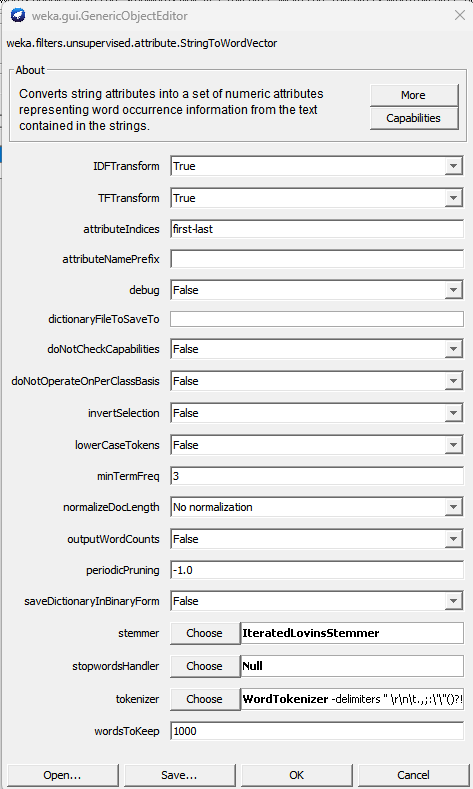 weka.gui.GenericObjectEditor
weka.filters.unsupervised.attribute.StringToWordVector
About
Converts string attributes into a set of numeric attributes
representing word occurrence information from the text
contained in the strings.
More
Capabilities
IDFTransform True
TFTransform True
attributeIndices first-last
attributeNamePrefix
debug False
dictionaryFileToSaveTo
doNotCheckCapabilities False
doNotOperateOnPerClassBasis False
invertSelection False
lowerCaseTokens False
minTermFreq 3
normalizeDocLength No normalization
outputWordCounts False
periodicPruning -1.0
saveDictionaryInBinaryForm False
stemmer Choose IteratedLovinsStemmer
stopwordsHandler Choose Null
tokenizer Choose WordTokenizer -delimiters " \r\n\t.,;:\'\"()?!
wordsToKeep 1000
Open... Save... OK Cancel